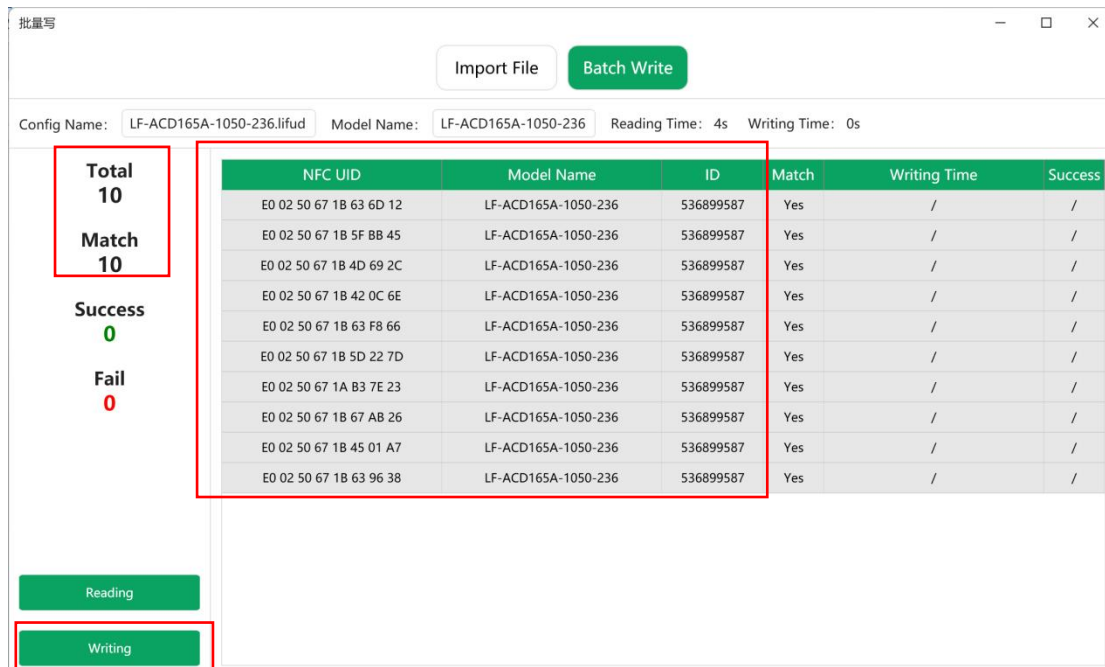 批量写
Import File Batch Write
Config Name: LF-ACD165A-1050-236.lifud Model Name: LF-ACD165A-1050-236 Reading Time: 4s Writing Time: 0s
Total
10
Match
10
Success
0
Fail
0
NFC UID Model Name ID Match Writing Time Success
E0 02 50 67 1B 63 6D 12 LF-ACD165A-1050-236 536899587 Yes / /
E0 02 50 67 1B 5F BB 45 LF-ACD165A-1050-236 536899587 Yes / /
E0 02 50 67 1B 4D 69 2C LF-ACD165A-1050-236 536899587 Yes / /
E0 02 50 67 1B 42 0C 6E LF-ACD165A-1050-236 536899587 Yes / /
E0 02 50 67 1B 63 F8 66 LF-ACD165A-1050-236 536899587 Yes / /
E0 02 50 67 1B 5D 22 7D LF-ACD165A-1050-236 536899587 Yes / /
E0 02 50 67 1A B3 7E 23 LF-ACD165A-1050-236 536899587 Yes / /
E0 02 50 67 1B 67 AB 26 LF-ACD165A-1050-236 536899587 Yes / /
E0 02 50 67 1B 45 01 A7 LF-ACD165A-1050-236 536899587 Yes / /
E0 02 50 67 1B 63 96 38 LF-ACD165A-1050-236 536899587 Yes / /
Reading
Writing